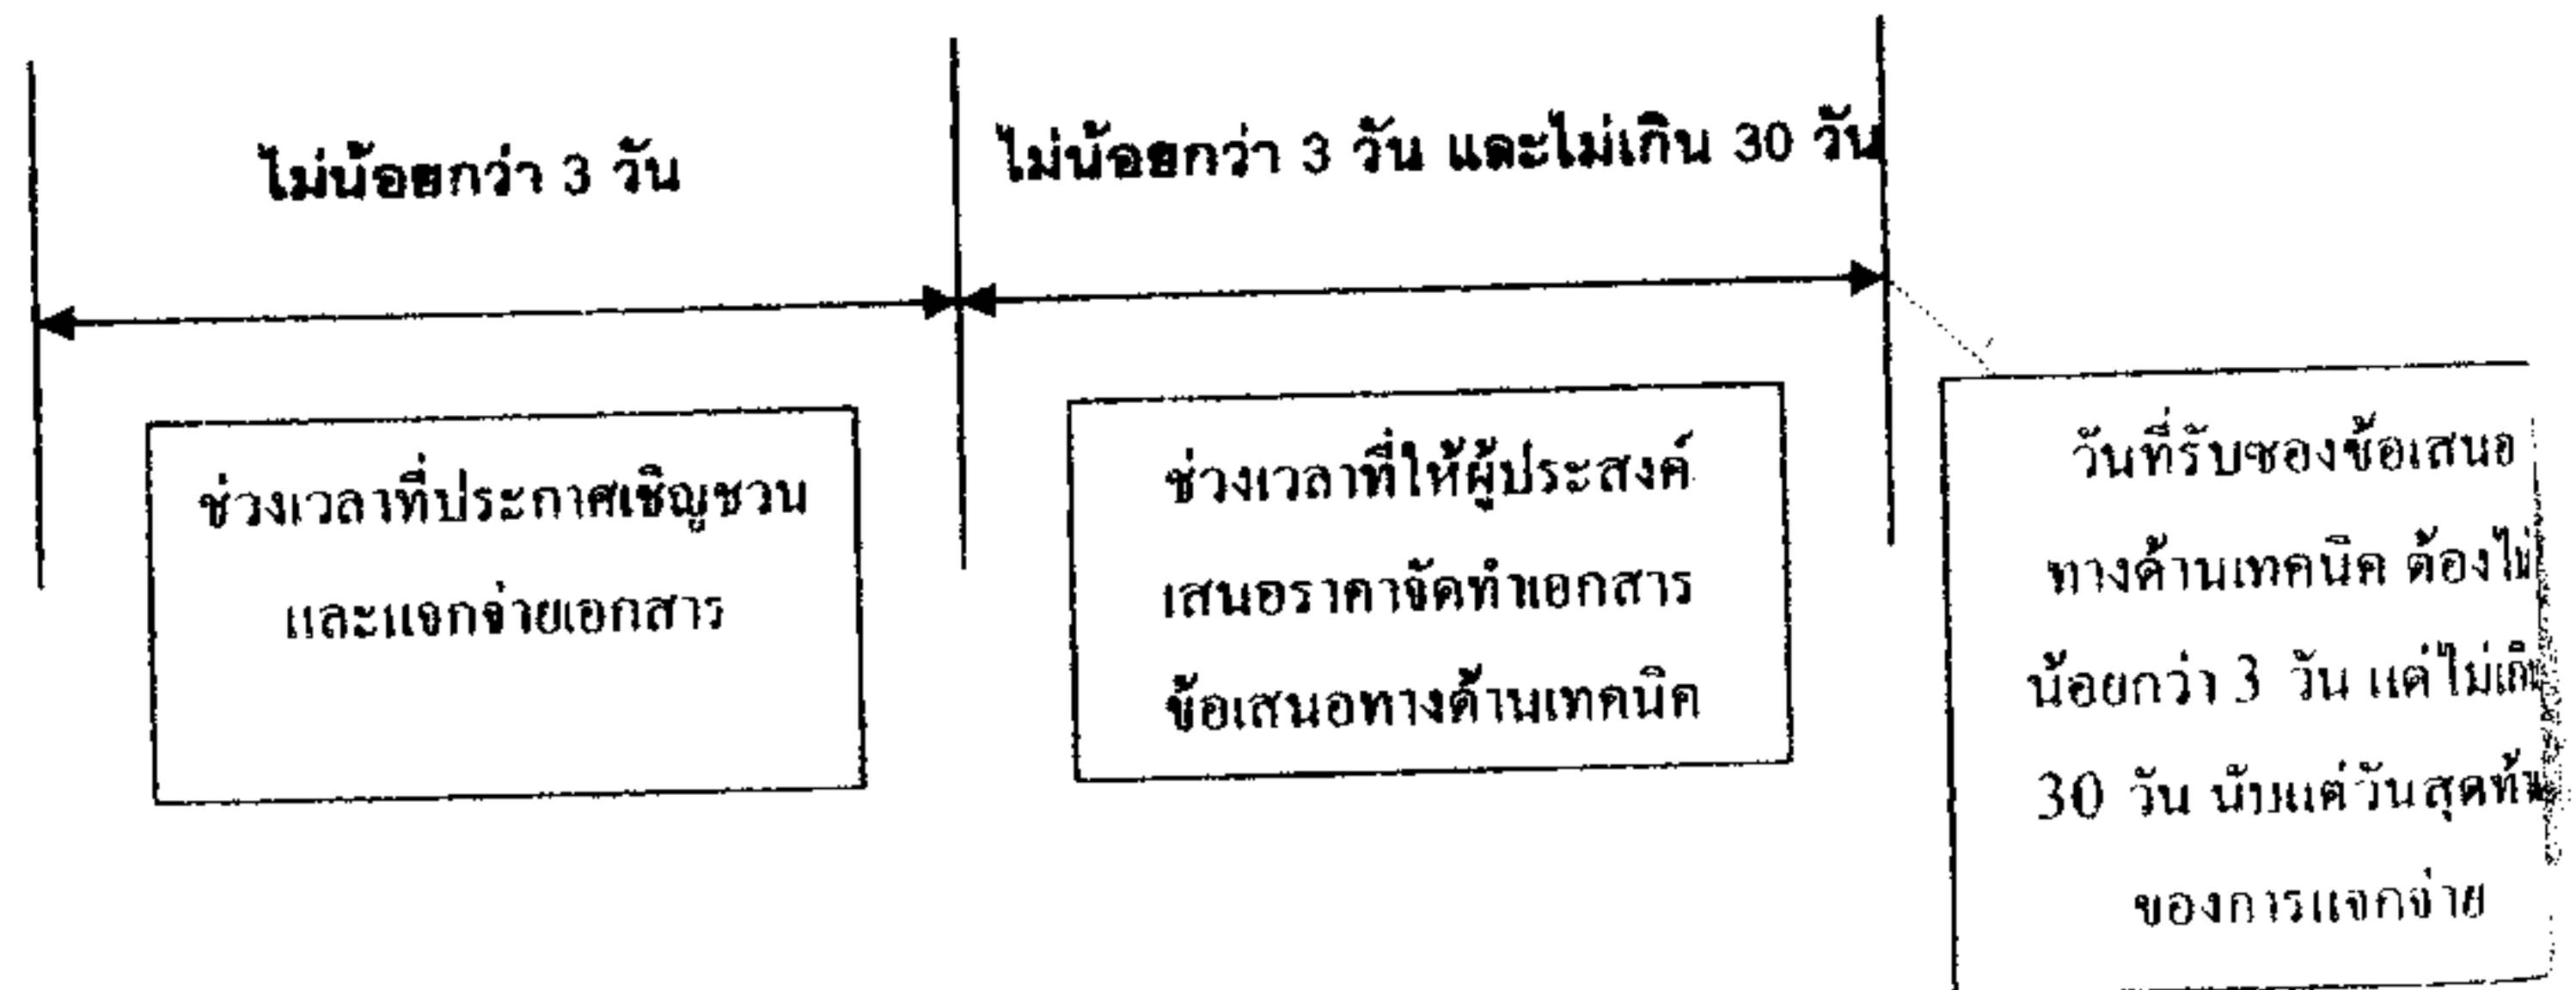 ไม่น้อยกว่า 3 วัน
ไม่น้อยกว่า 3 วัน และไม่เกิน 30 วัน
ช่วงเวลาที่ประกาศเชิญชวน
และแจกจ่ายเอกสาร
ช่วงเวลาที่ให้ผู้ประสงค์
เสนอราคาจัดทำเอกสาร
ข้อเสนอทางด้านเทคนิค
วันที่รับซองข้อเสนอ
ทางด้านเทคนิค ต้องไม่
น้อยกว่า 3 วัน แต่ไม่เกิน
30 วัน นับแต่วันสุดท้าย
ของการแจกจ่าย